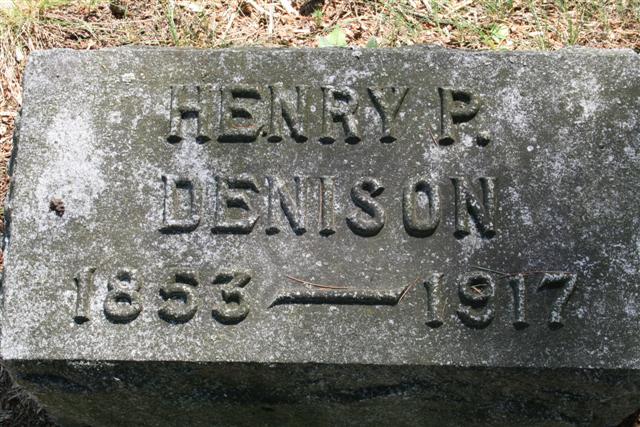 HENRY P.
DENISON
1853 — 1917